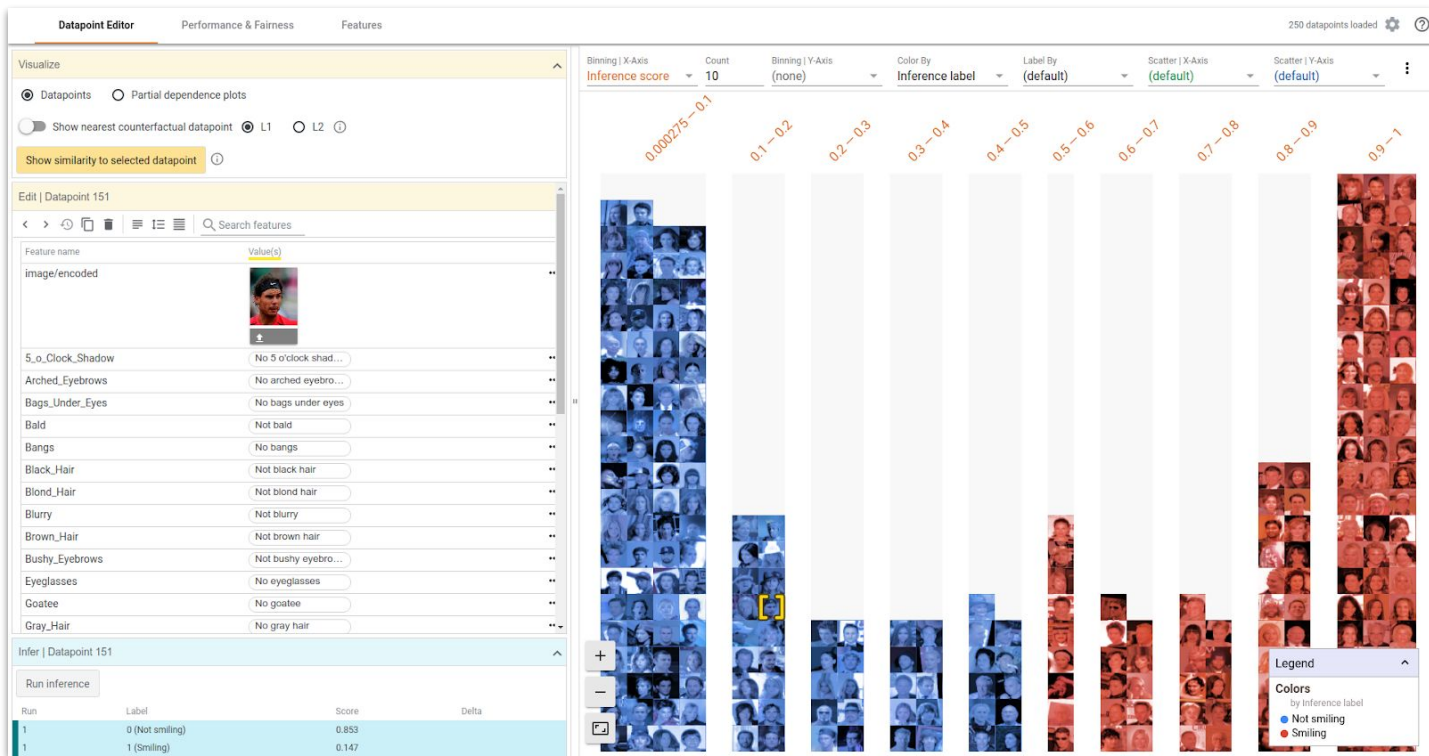 Datapoint Editor Performance & Fairness Features 250 datapoints loaded
Visualize
Datapoints Partial dependence plots
Show nearest counterfactual datapoint L1 L2
Show similarity to selected datapoint
Edit | Datapoint 151
Search features
Feature name Value(s)
image/encoded
5_o_Clock_Shadow No 5 o'clock shad...
Arched_Eyebrows No arched eyebro...
Bags_Under_Eyes No bags under eyes
Bald Not bald
Bangs No bangs
Black_Hair Not black hair
Blond_Hair Not blond hair
Blurry Not blurry
Brown_Hair Not brown hair
Bushy_Eyebrows Not bushy eyebro...
Eyeglasses No eyeglasses
Goatee No goatee
Gray_Hair No gray hair
Infer | Datapoint 151
Run inference
Run Label Score Delta
1 0 (Not smiling) 0.853
1 1 (Smiling) 0.147
Binning | X-Axis Count Binning | Y-Axis Color By Label By Scatter | X-Axis Scatter | Y-Axis
Inference score 10 (none) Inference label (default) (default) (default)
0.000275 – 0.1 0.1 – 0.2 0.2 – 0.3 0.3 – 0.4 0.4 – 0.5 0.5 – 0.6 0.6 – 0.7 0.7 – 0.8 0.8 – 0.9 0.9 – 1
Legend
Colors
by Inference label
Not smiling
Smiling